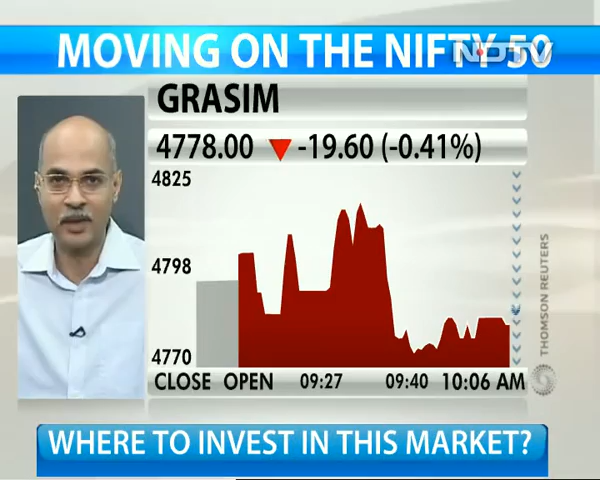 MOVING ON THE NIFTY 50
NDTV
GRASIM
4778.00 ▼ -19.60 (-0.41%)
4825
4798
4770
CLOSE OPEN 09:27 09:40 10:06 AM
THOMSON REUTERS
WHERE TO INVEST IN THIS MARKET?